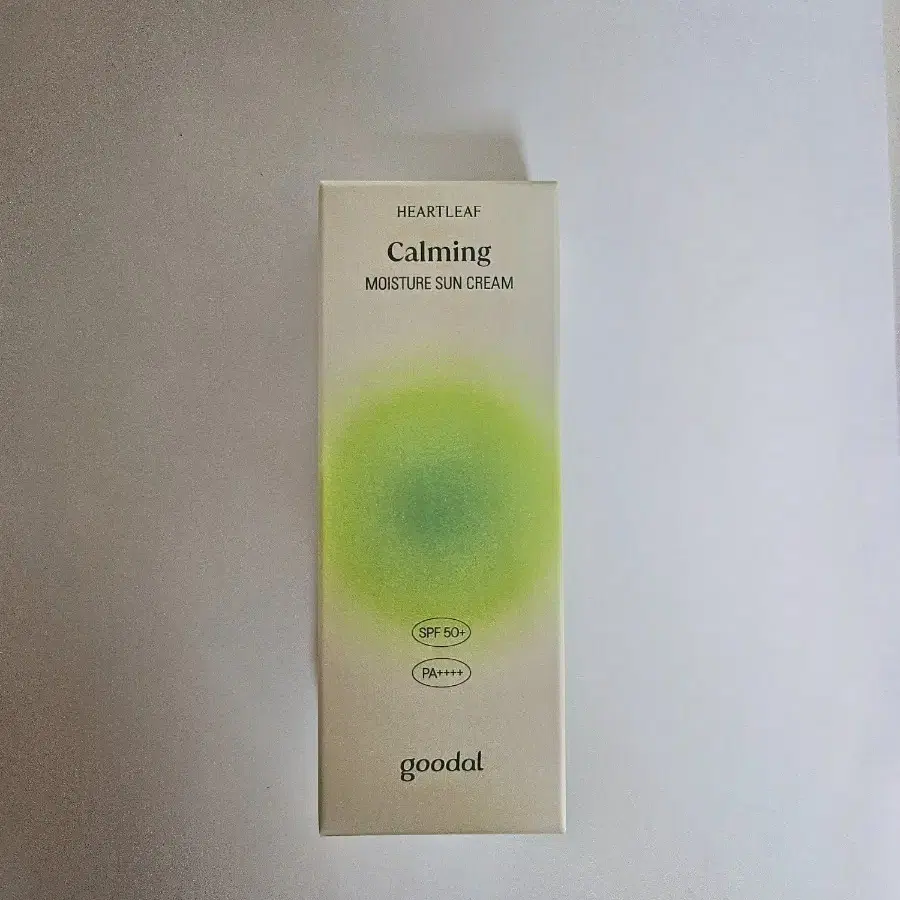 HEARTLEAF
Calming
MOISTURE SUN CREAM
SPF 50+
PA++++
goodal